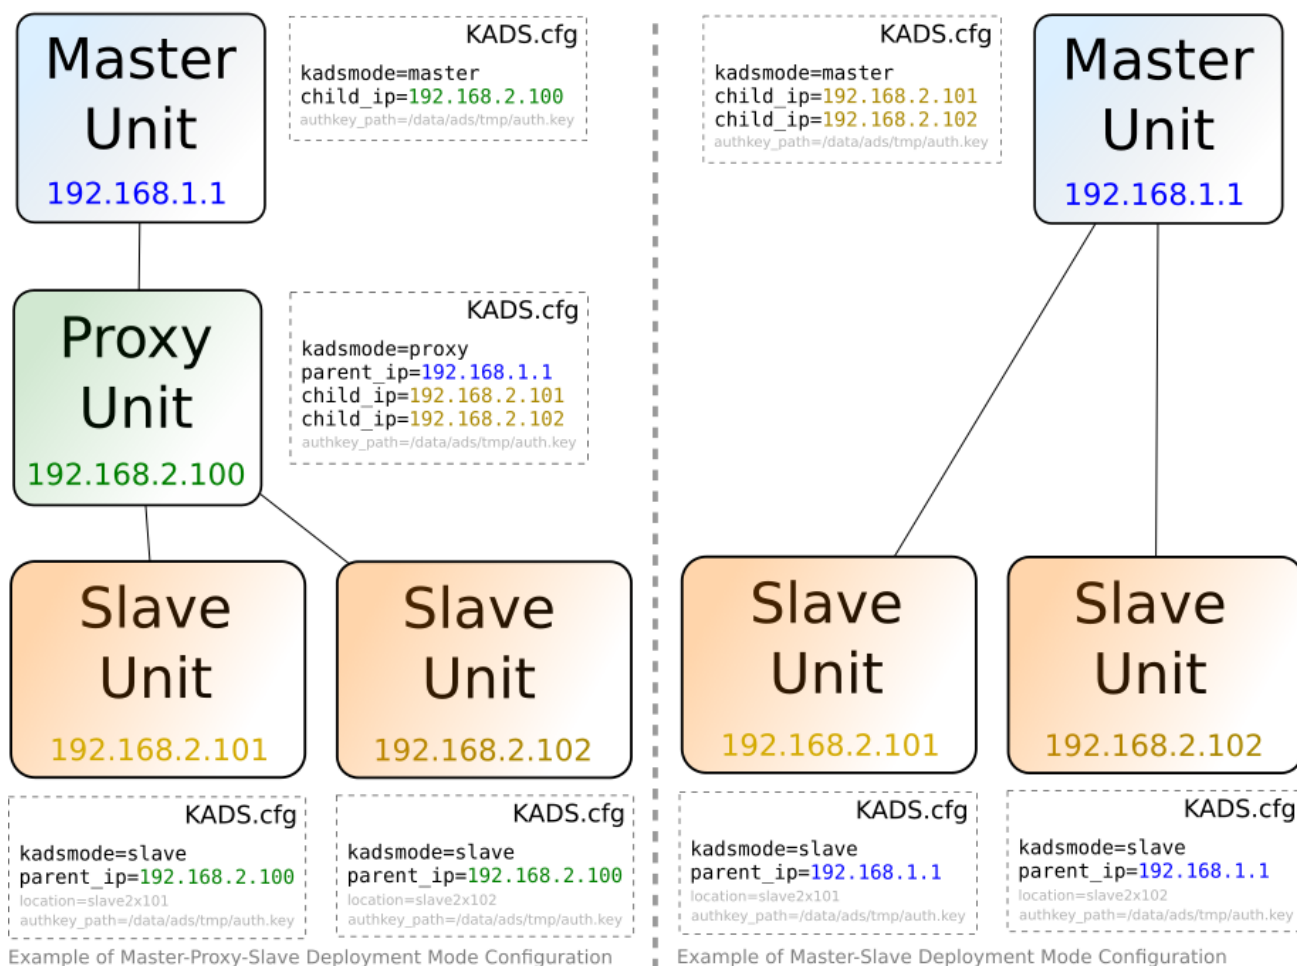 Master
Unit
192.168.1.1
KADS.cfg
kadsmode=master
child_ip=192.168.2.100
authkey_path=/data/ads/tmp/auth.key
Proxy
Unit
192.168.2.100
KADS.cfg
kadsmode=proxy
parent_ip=192.168.1.1
child_ip=192.168.2.101
child_ip=192.168.2.102
authkey_path=/data/ads/tmp/auth.key
Slave
Unit
192.168.2.101
Slave
Unit
192.168.2.102
KADS.cfg
kadsmode=slave
parent_ip=192.168.2.100
location=slave2x101
authkey_path=/data/ads/tmp/auth.key
KADS.cfg
kadsmode=slave
parent_ip=192.168.2.100
location=slave2x102
authkey_path=/data/ads/tmp/auth.key
Example of Master-Proxy-Slave Deployment Mode Configuration
KADS.cfg
kadsmode=master
child_ip=192.168.2.101
child_ip=192.168.2.102
authkey_path=/data/ads/tmp/auth.key
Master
Unit
192.168.1.1
Slave
Unit
192.168.2.101
Slave
Unit
192.168.2.102
KADS.cfg
kadsmode=slave
parent_ip=192.168.1.1
location=slave2x101
authkey_path=/data/ads/tmp/auth.key
KADS.cfg
kadsmode=slave
parent_ip=192.168.1.1
location=slave2x102
authkey_path=/data/ads/tmp/auth.key
Example of Master-Slave Deployment Mode Configuration